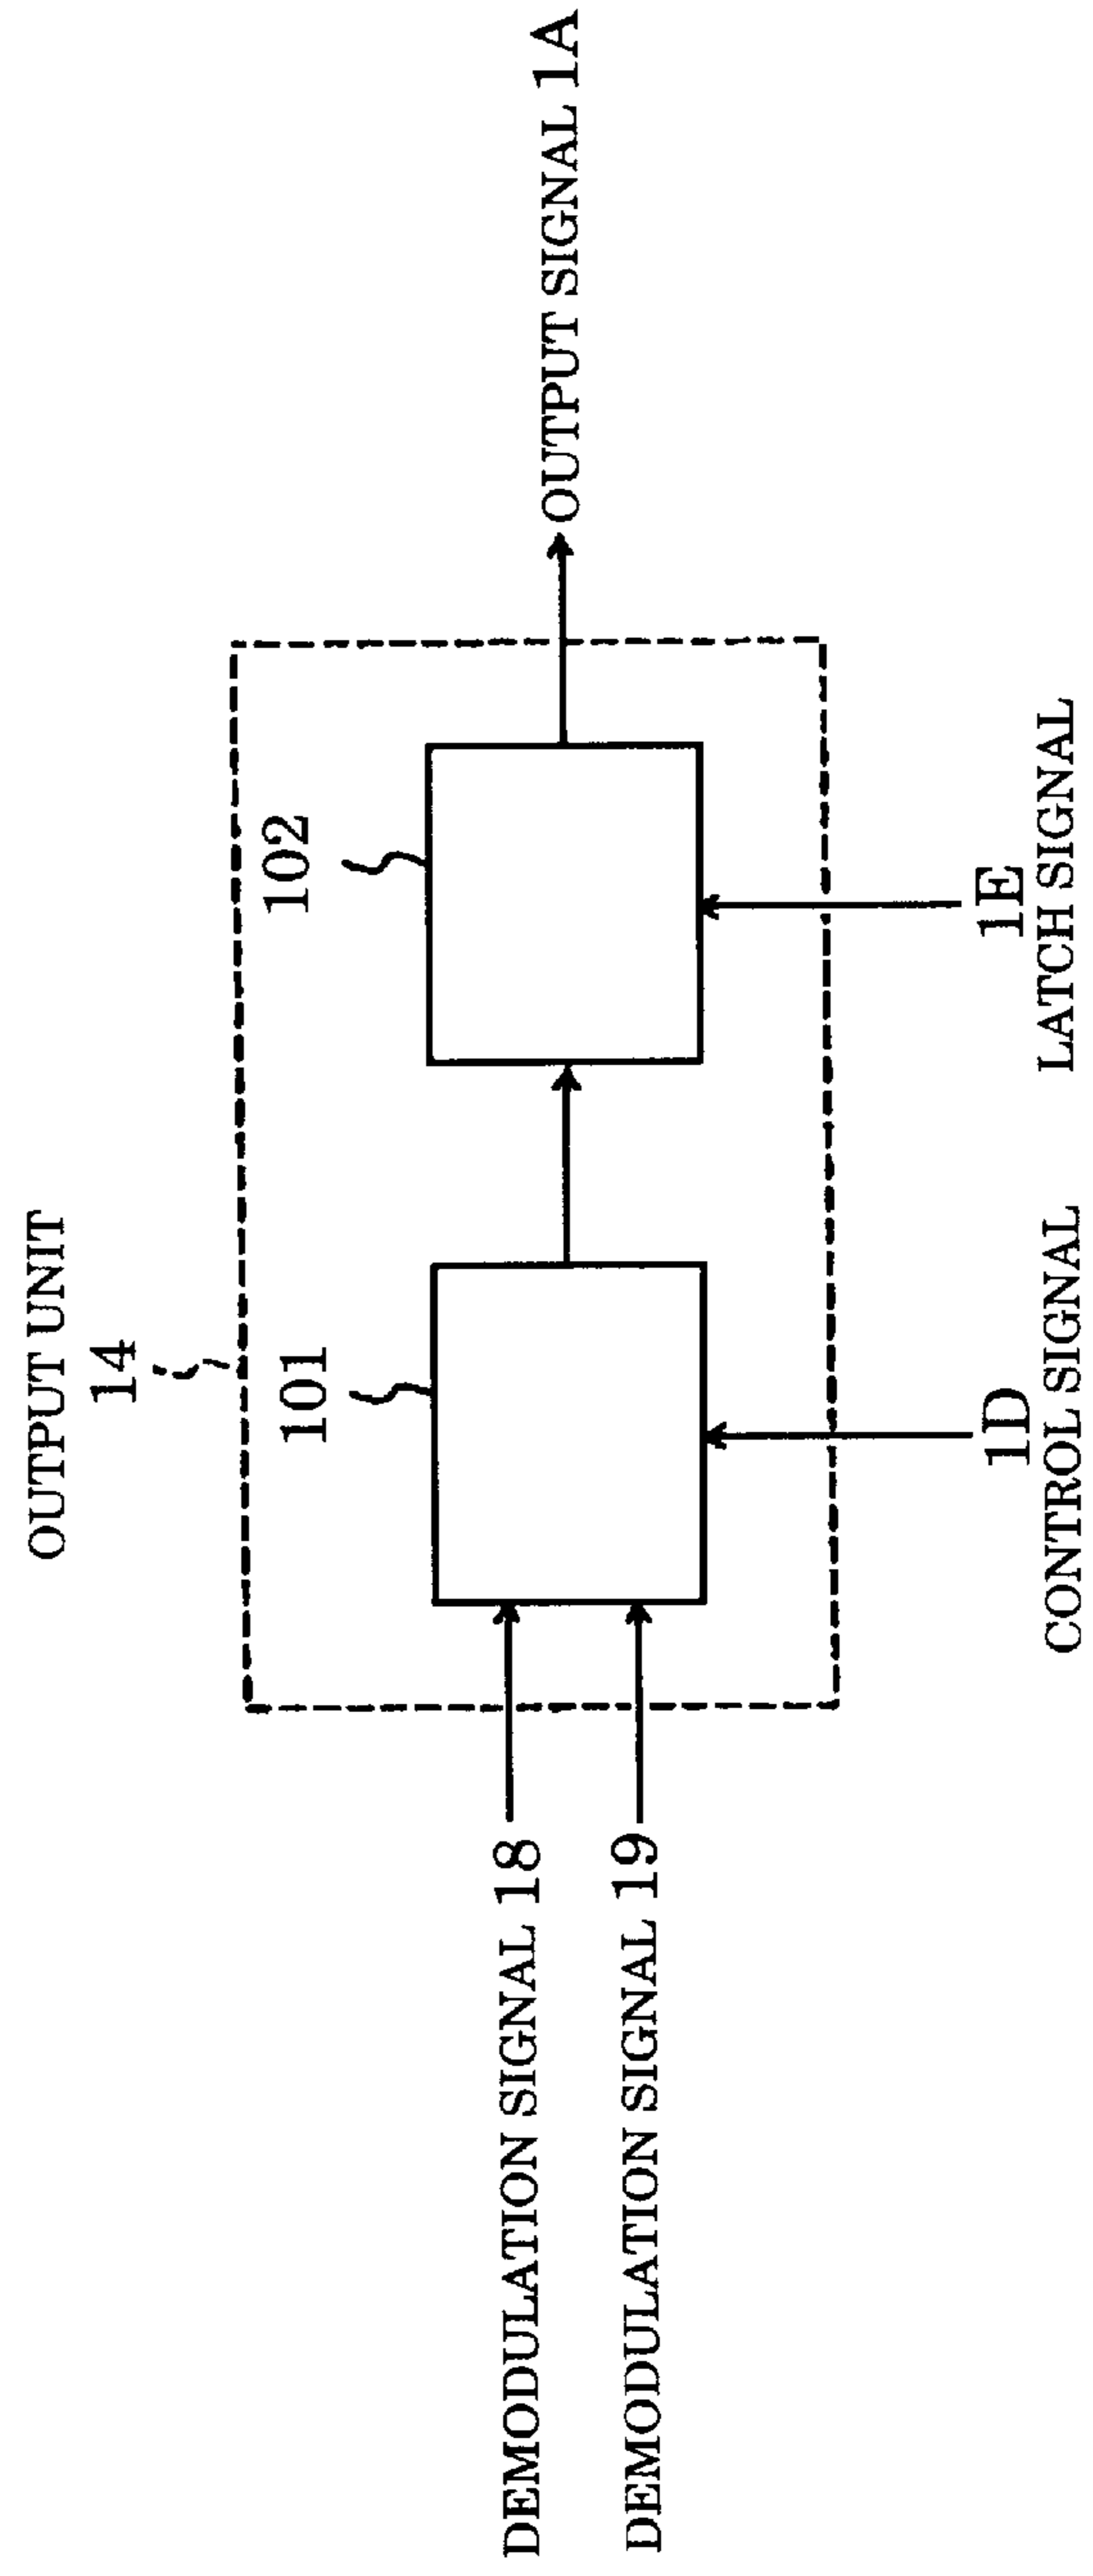 OUTPUT UNIT
14
101
102
DEMODULATION SIGNAL 18
DEMODULATION SIGNAL 19
OUTPUT SIGNAL 1A
1D
CONTROL SIGNAL
1E
LATCH SIGNAL